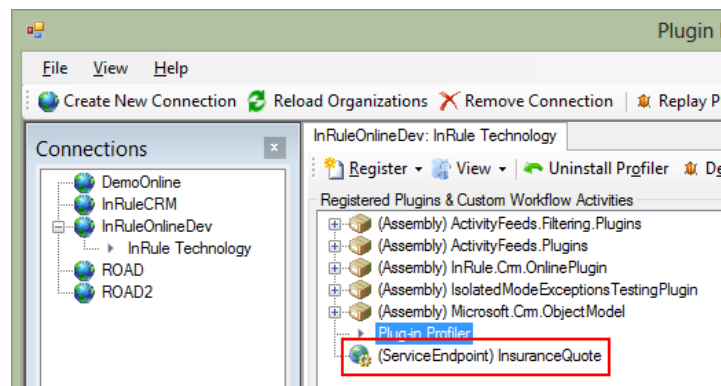 Plugin
File View Help
Create New Connection Reload Organizations Remove Connection Replay P
Connections
x
DemoOnline
InRuleCRM
InRuleOnlineDev
InRule Technology
ROAD
ROAD2
InRuleOnlineDev: InRule Technology
Register View Uninstall Profiler De
Registered Plugins & Custom Workflow Activities
(Assembly) ActivityFeeds.Filtering.Plugins
(Assembly) ActivityFeeds.Plugins
(Assembly) InRule.Crm.OnlinePlugin
(Assembly) IsolatedModeExceptionsTestingPlugin
(Assembly) Microsoft.Crm.ObjectModel
Plug-in Profiler
(ServiceEndpoint) InsuranceQuote